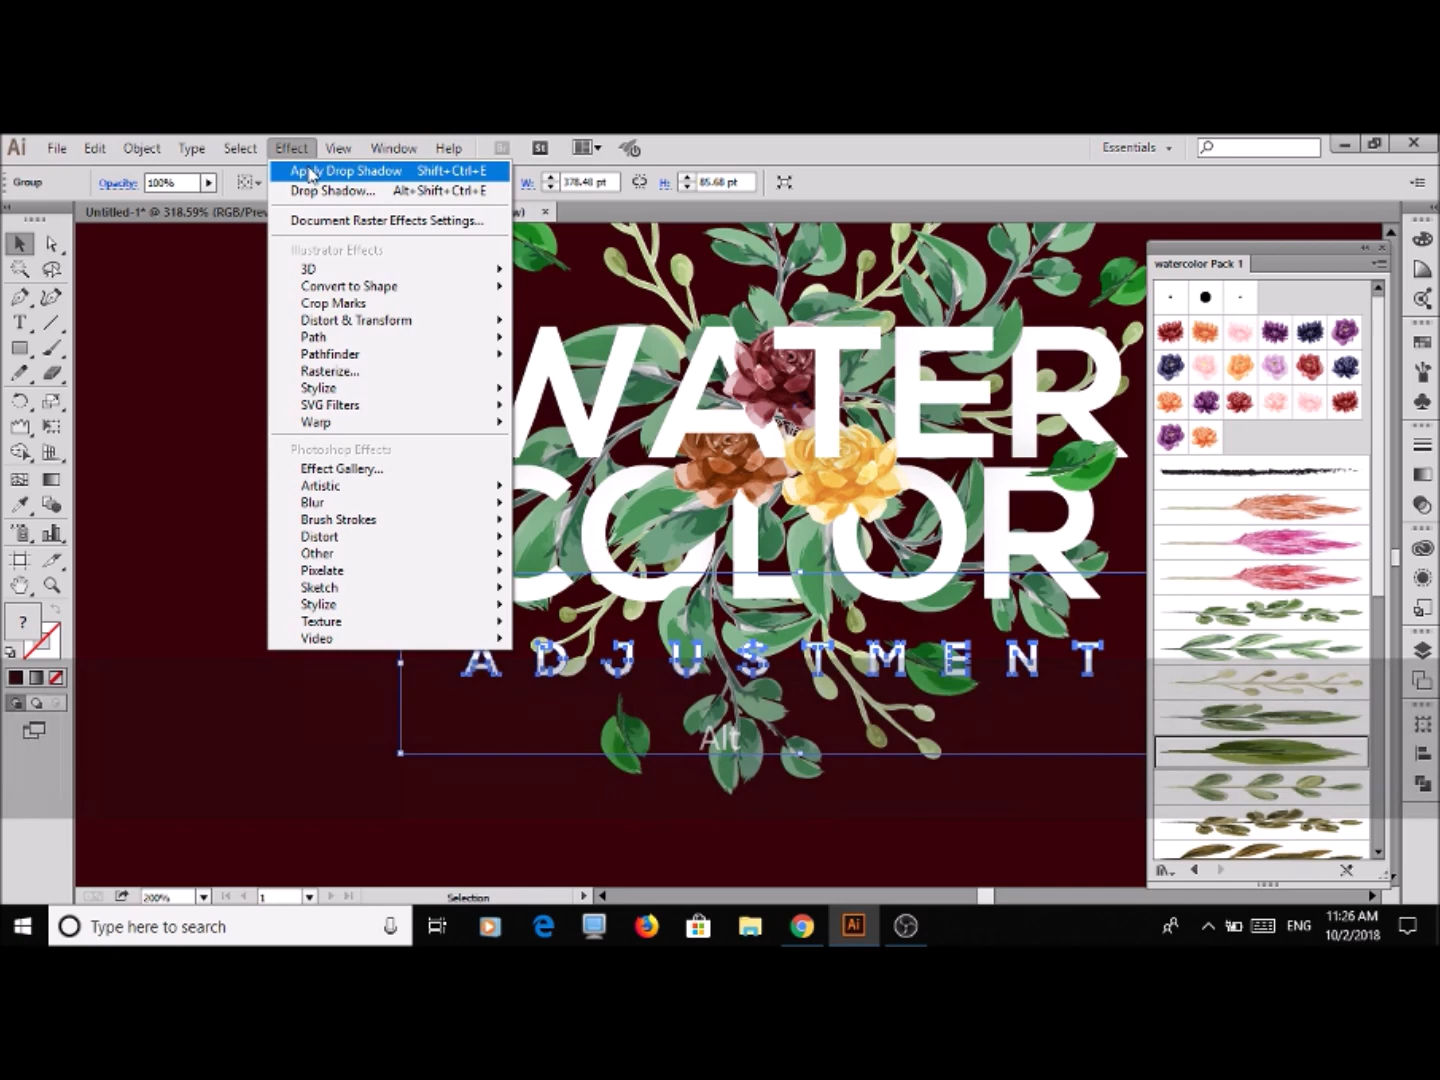 Ai File Edit Object Type Select Effect View Window Help Br St Essentials
Group Opacity: 100% W: 378.48 pt H: 85.68 pt
Untitled-1* @ 318.59% (RGB/Prev w) ×
Apply Drop Shadow Shift+Ctrl+E
Drop Shadow... Alt+Shift+Ctrl+E
Document Raster Effects Settings...
Illustrator Effects
3D
Convert to Shape
Crop Marks
Distort & Transform
Path
Pathfinder
Rasterize...
Stylize
SVG Filters
Warp
Photoshop Effects
Effect Gallery...
Artistic
Blur
Brush Strokes
Distort
Other
Pixelate
Sketch
Stylize
Texture
Video
WATER
COLOR
ADJUSTMENT
Alt
watercolor Pack 1
T
?
200% 1 Selection
Type here to search Ai ENG 11:26 AM
10/2/2018